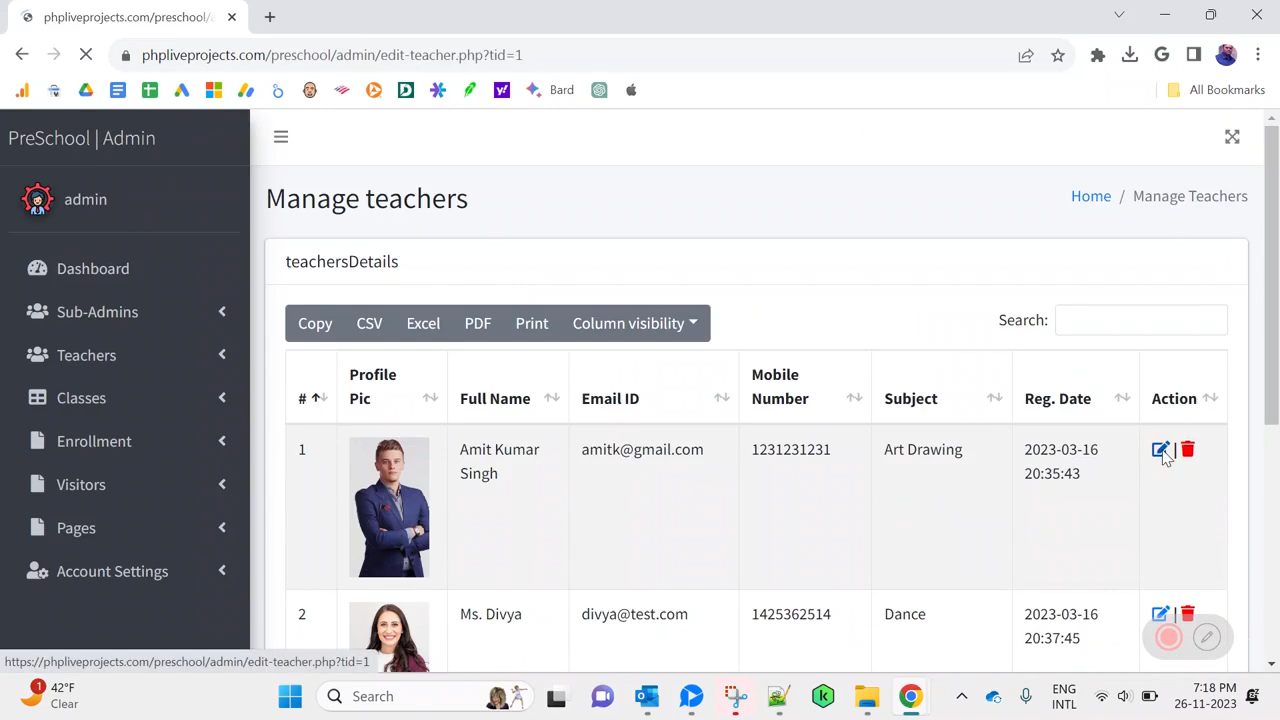 phpliveprojects.com/preschool/a
phpliveprojects.com/preschool/admin/edit-teacher.php?tid=1
Bard
All Bookmarks
PreSchool | Admin
admin
Dashboard
Sub-Admins
Teachers
Classes
Enrollment
Visitors
Pages
Account Settings
Manage teachers
Home / Manage Teachers
teachersDetails
Copy CSV Excel PDF Print Column visibility
Search:
# Profile Pic Full Name Email ID Mobile Number Subject Reg. Date Action
1 Amit Kumar Singh amitk@gmail.com 1231231231 Art Drawing 2023-03-16 20:35:43 |
2 Ms. Divya divya@test.com 1425362514 Dance 2023-03-16 20:37:45 |
https://phpliveprojects.com/preschool/admin/edit-teacher.php?tid=1
1
42°F
Clear
Search
ENG
INTL
7:18 PM
26-11-2023